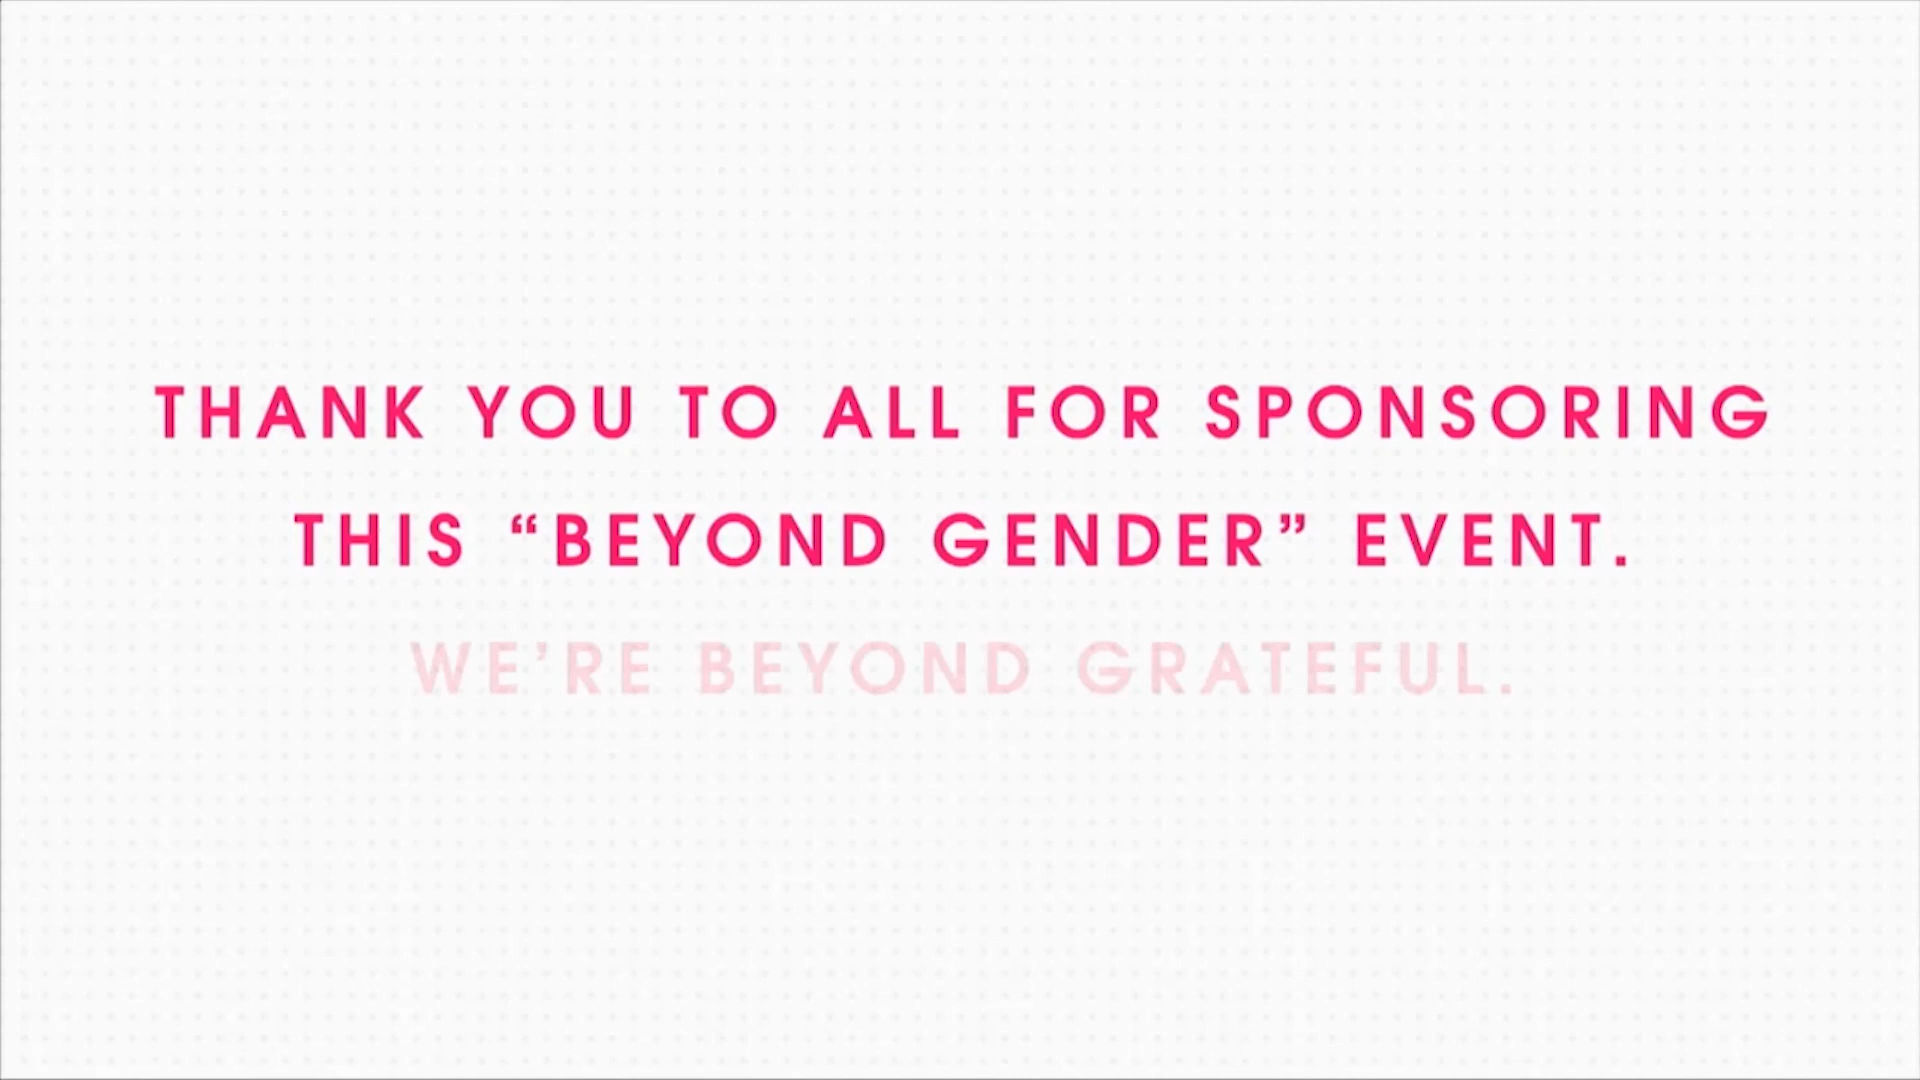 THANK YOU TO ALL FOR SPONSORING
THIS “BEYOND GENDER” EVENT.
WE’RE BEYOND GRATEFUL.